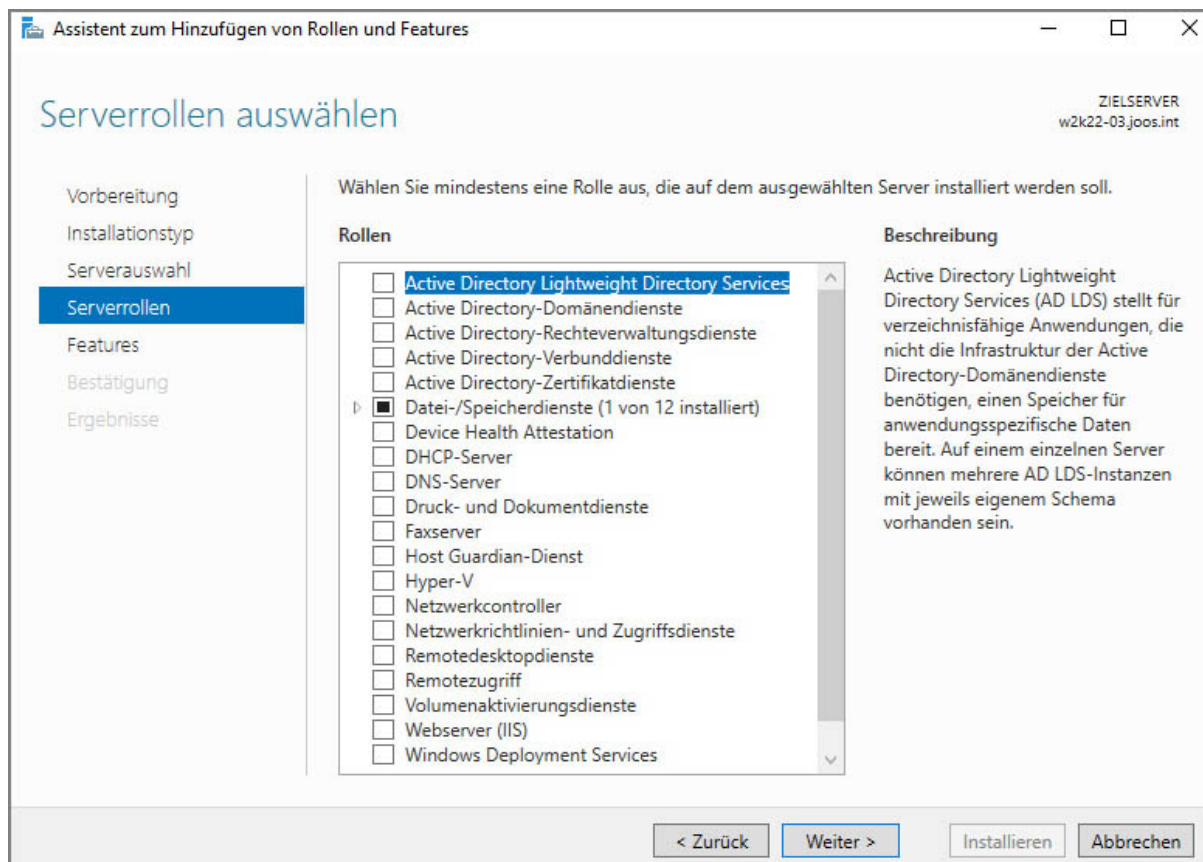 Assistent zum Hinzufügen von Rollen und Features
Serverrollen auswählen
ZIELSERVER
w2k22-03.joos.int
Vorbereitung
Installationstyp
Serverauswahl
Serverrollen
Features
Bestätigung
Ergebnisse
Wählen Sie mindestens eine Rolle aus, die auf dem ausgewählten Server installiert werden soll.
Rollen
Active Directory Lightweight Directory Services
Active Directory-Domänendienste
Active Directory-Rechteverwaltungsdienste
Active Directory-Verbunddienste
Active Directory-Zertifikatdienste
Datei-/Speicherdienste (1 von 12 installiert)
Device Health Attestation
DHCP-Server
DNS-Server
Druck- und Dokumentdienste
Faxserver
Host Guardian-Dienst
Hyper-V
Netzwerkcontroller
Netzwerkrichtlinien- und Zugriffsdienste
Remotedesktopdienste
Remotezugriff
Volumenaktivierungsdienste
Webserver (IIS)
Windows Deployment Services
Beschreibung
Active Directory Lightweight
Directory Services (AD LDS) stellt für
verzeichnisfähige Anwendungen, die
nicht die Infrastruktur der Active
Directory-Domänendienste
benötigen, einen Speicher für
anwendungsspezifische Daten
bereit. Auf einem einzelnen Server
können mehrere AD LDS-Instanzen
mit jeweils eigenem Schema
vorhanden sein.
< Zurück
Weiter >
Installieren
Abbrechen